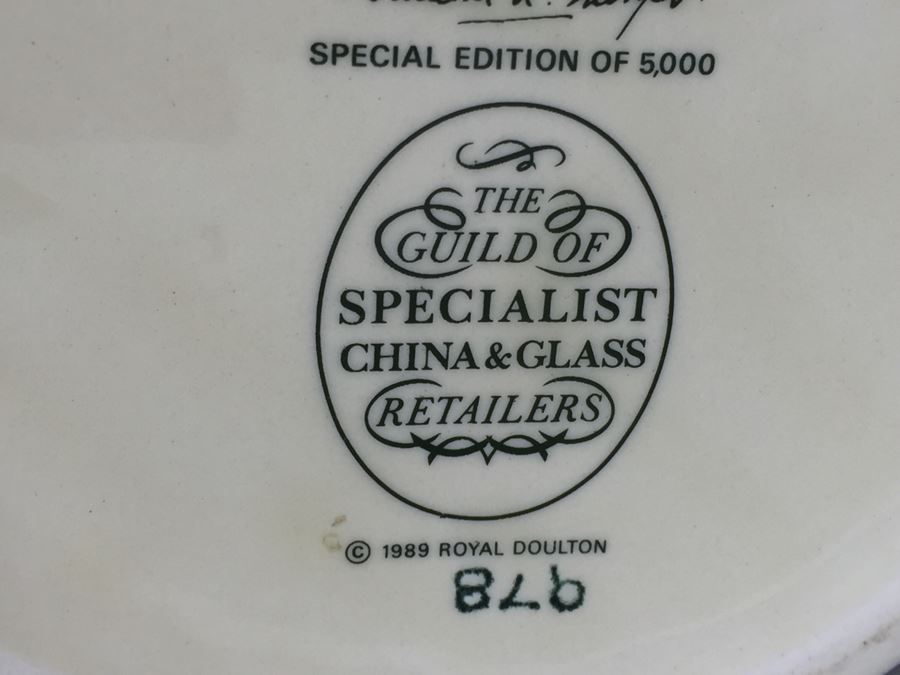 SPECIAL EDITION OF 5,000
THE
GUILD OF
SPECIALIST
CHINA & GLASS
RETAILERS
© 1989 ROYAL DOULTON
978